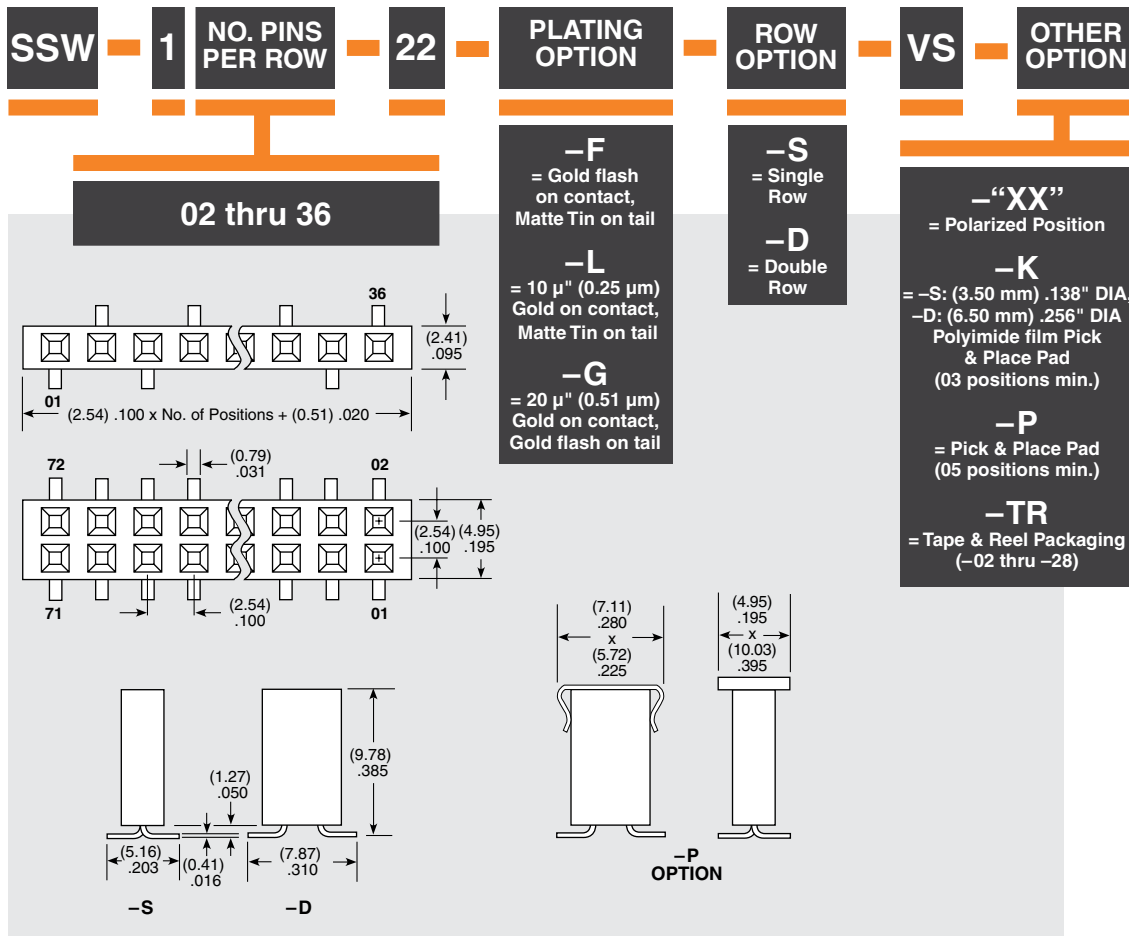 SSW
1
NO. PINS
PER ROW
22
PLATING
OPTION
ROW
OPTION
VS
OTHER
OPTION
02 thru 36
–F
= Gold flash
on contact,
Matte Tin on tail
–L
= 10 µ" (0.25 µm)
Gold on contact,
Matte Tin on tail
–G
= 20 µ" (0.51 µm)
Gold on contact,
Gold flash on tail
–S
= Single
Row
–D
= Double
Row
–“XX”
= Polarized Position
–K
= –S: (3.50 mm) .138" DIA,
–D: (6.50 mm) .256" DIA
Polyimide film Pick
& Place Pad
(03 positions min.)
–P
= Pick & Place Pad
(05 positions min.)
–TR
= Tape & Reel Packaging
(–02 thru –28)
36
(2.41)
.095
01
(2.54) .100 x No. of Positions + (0.51) .020
72
(0.79)
.031
02
(2.54)
.100
(4.95)
.195
71
(2.54)
.100
01
(9.78)
.385
(1.27)
.050
(5.16)
.203
(0.41)
.016
(7.87)
.310
–S
–D
(7.11)
.280
x
(5.72)
.225
(4.95)
.195
x
(10.03)
.395
–P
OPTION